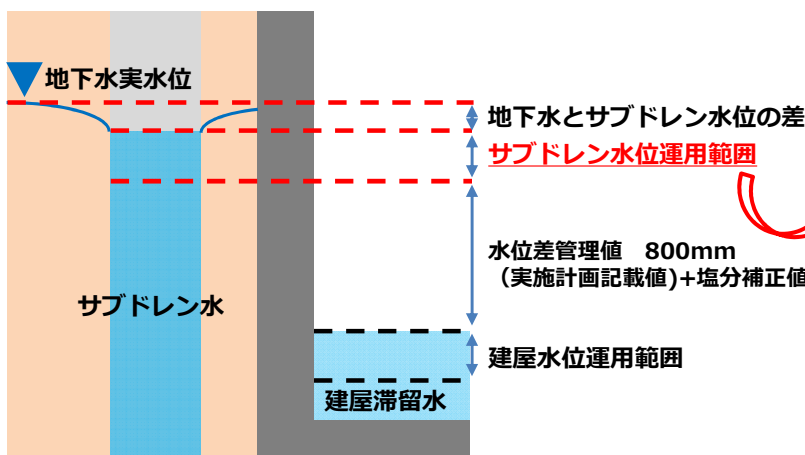 地下水実水位
地下水とサブドレン水位の差
サブドレン水位運用範囲
水位差管理値　800mm
（実施計画記載値)+塩分補正値
サブドレン水
建屋水位運用範囲
建屋滞留水